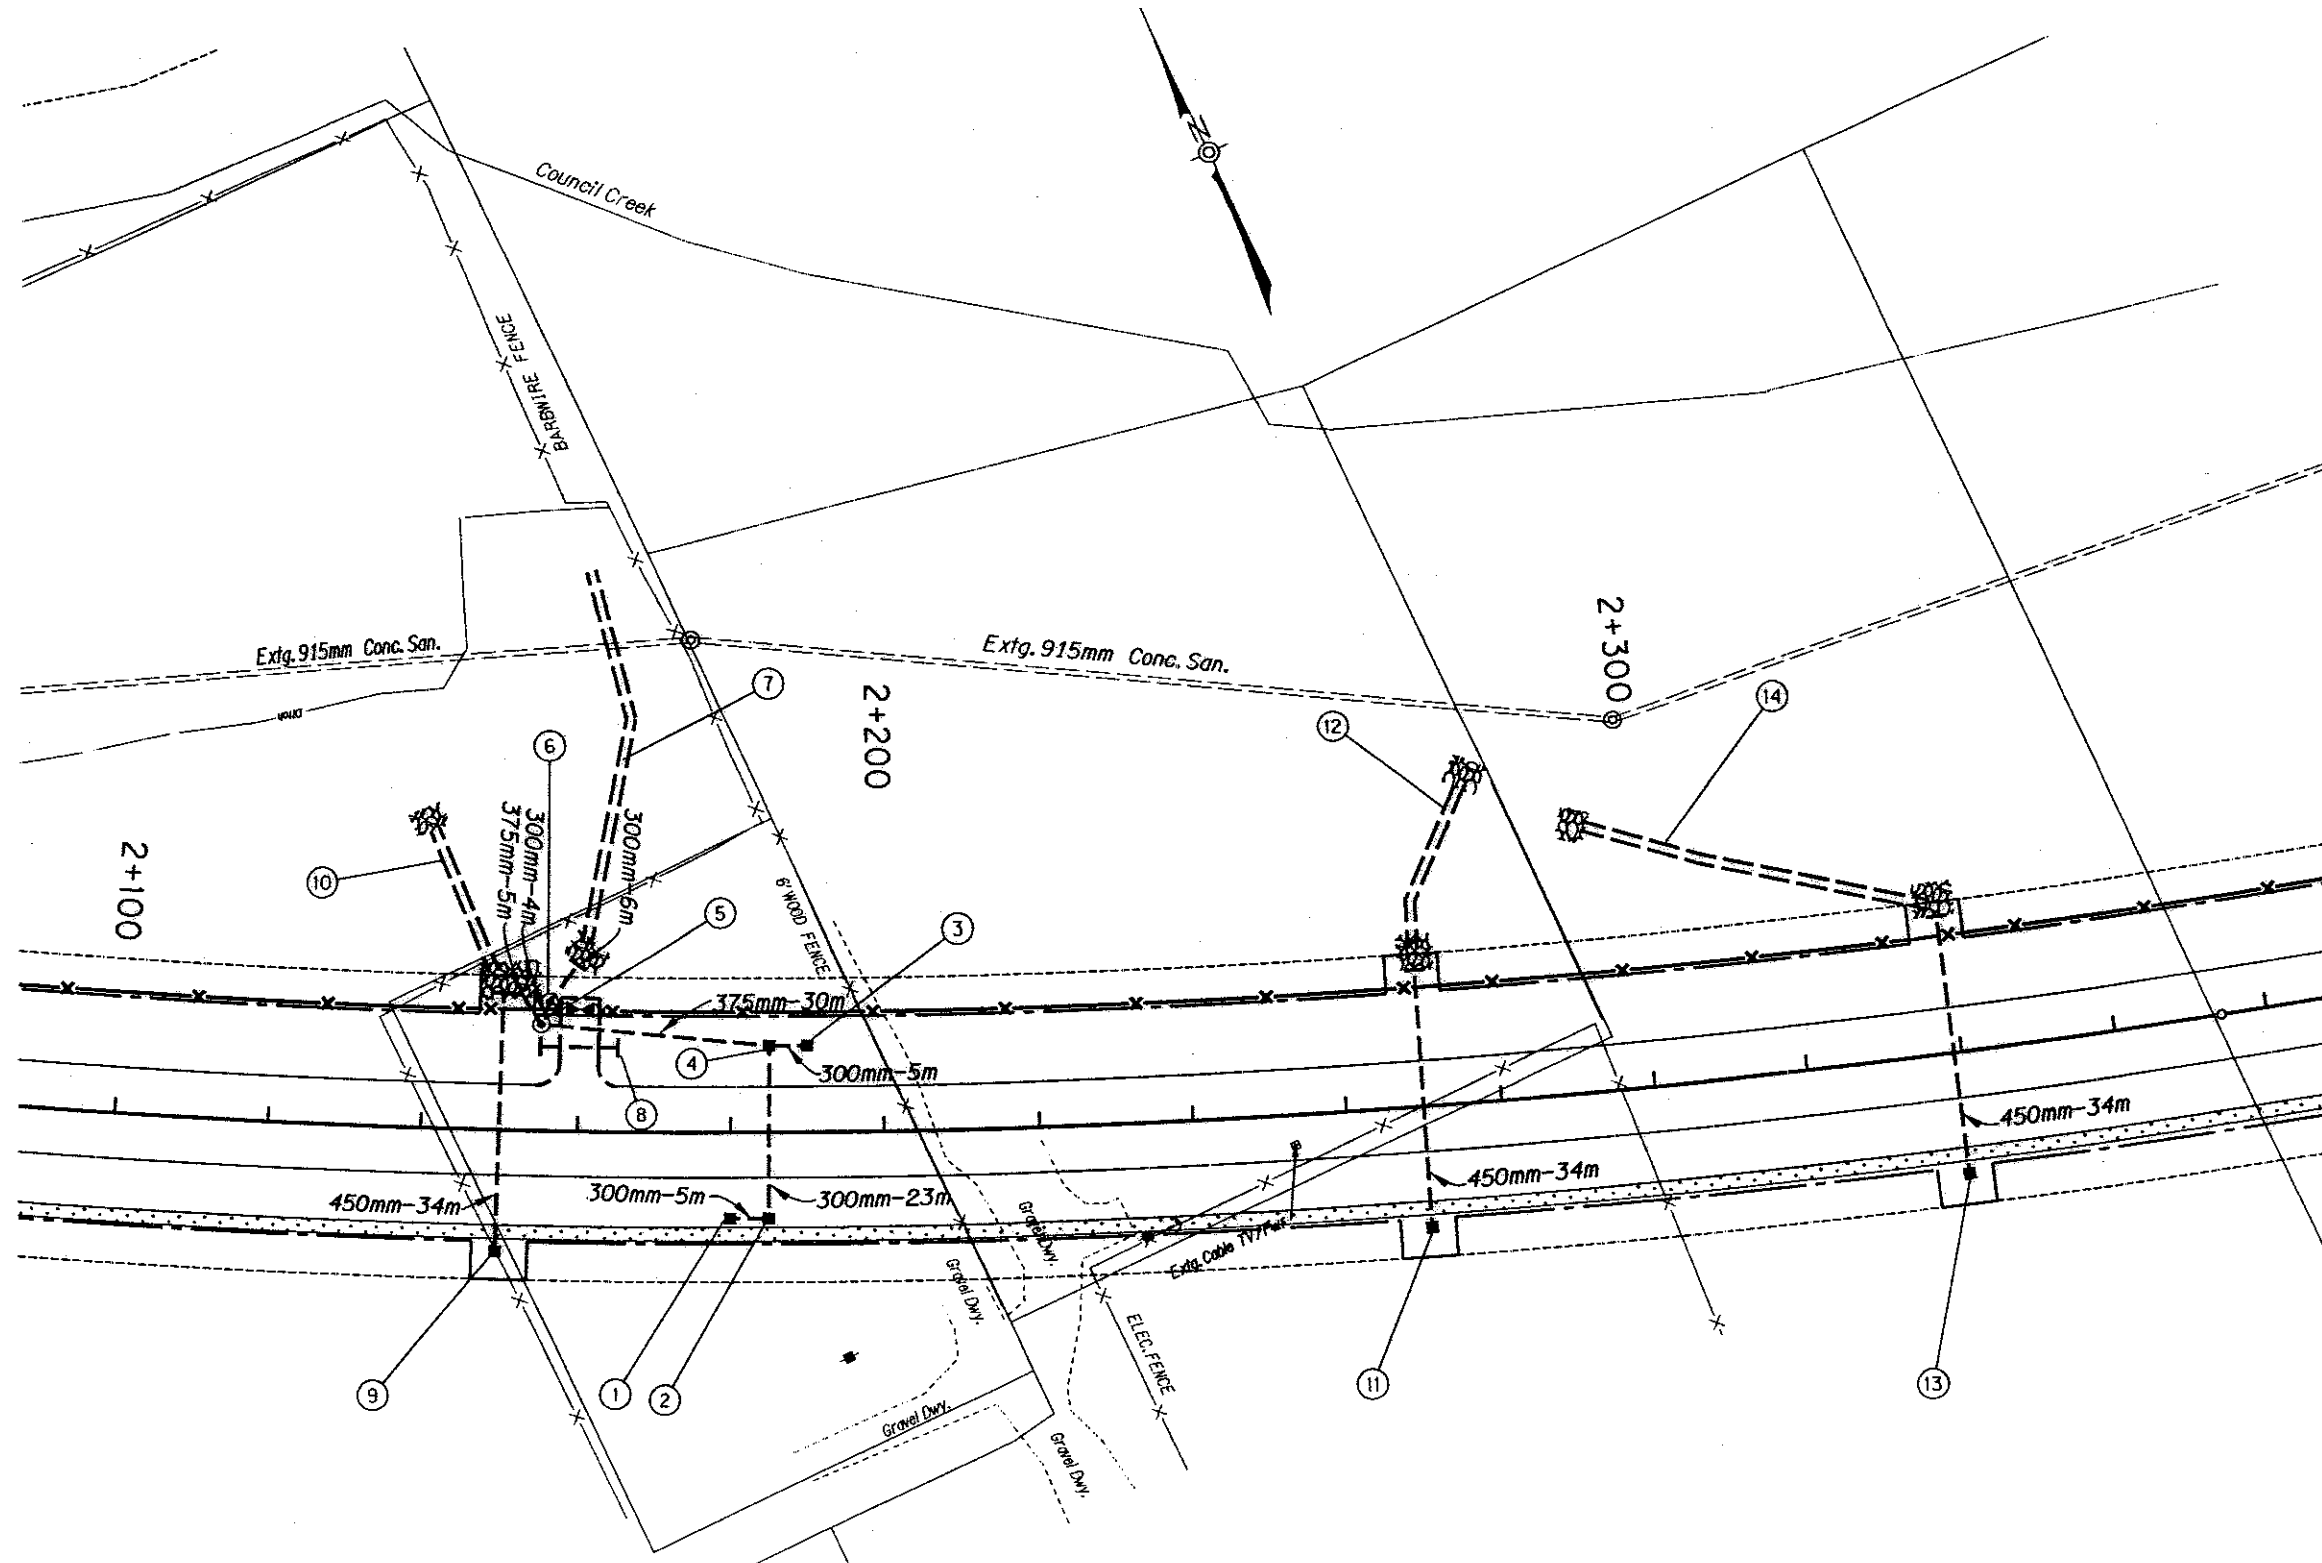 N
Council Creek
BARBWIRE FENCE
Extg. 915mm Conc. San.
Extg. 915mm Conc. San.
Ditch
2+100
2+200
2+300
7
6
12
14
10
5
3
375mm-5m
300mm-4m
300mm-6m
6' WOOD FENCE
375mm-30m
4
300mm-5m
8
450mm-34m
300mm-5m
300mm-23m
450mm-34m
450mm-34m
Gravel Dwy.
Gravel Dwy.
Extg. Cable TV/Pwr
ELEC. FENCE
9
1
2
11
13
Gravel Dwy.
Gravel Dwy.